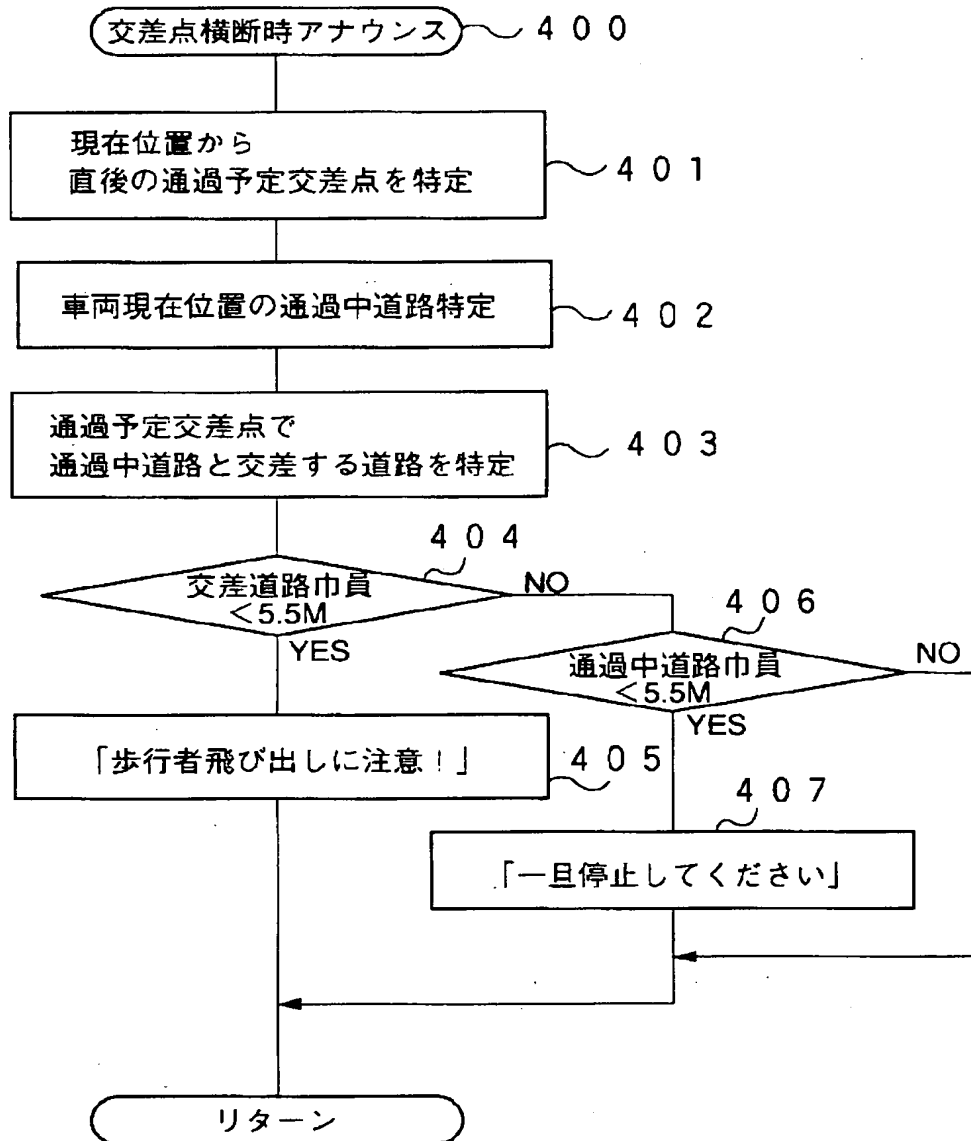 交差点横断時アナウンス
400
現在位置から
直後の通過予定交差点を特定
401
車両現在位置の通過中道路特定
402
通過予定交差点で
通過中道路と交差する道路を特定
403
404
交差道路巾員
<5.5M
NO
YES
406
通過中道路巾員
<5.5M
NO
YES
「歩行者飛び出しに注意!」
405
407
「一旦停止してください」
リターン